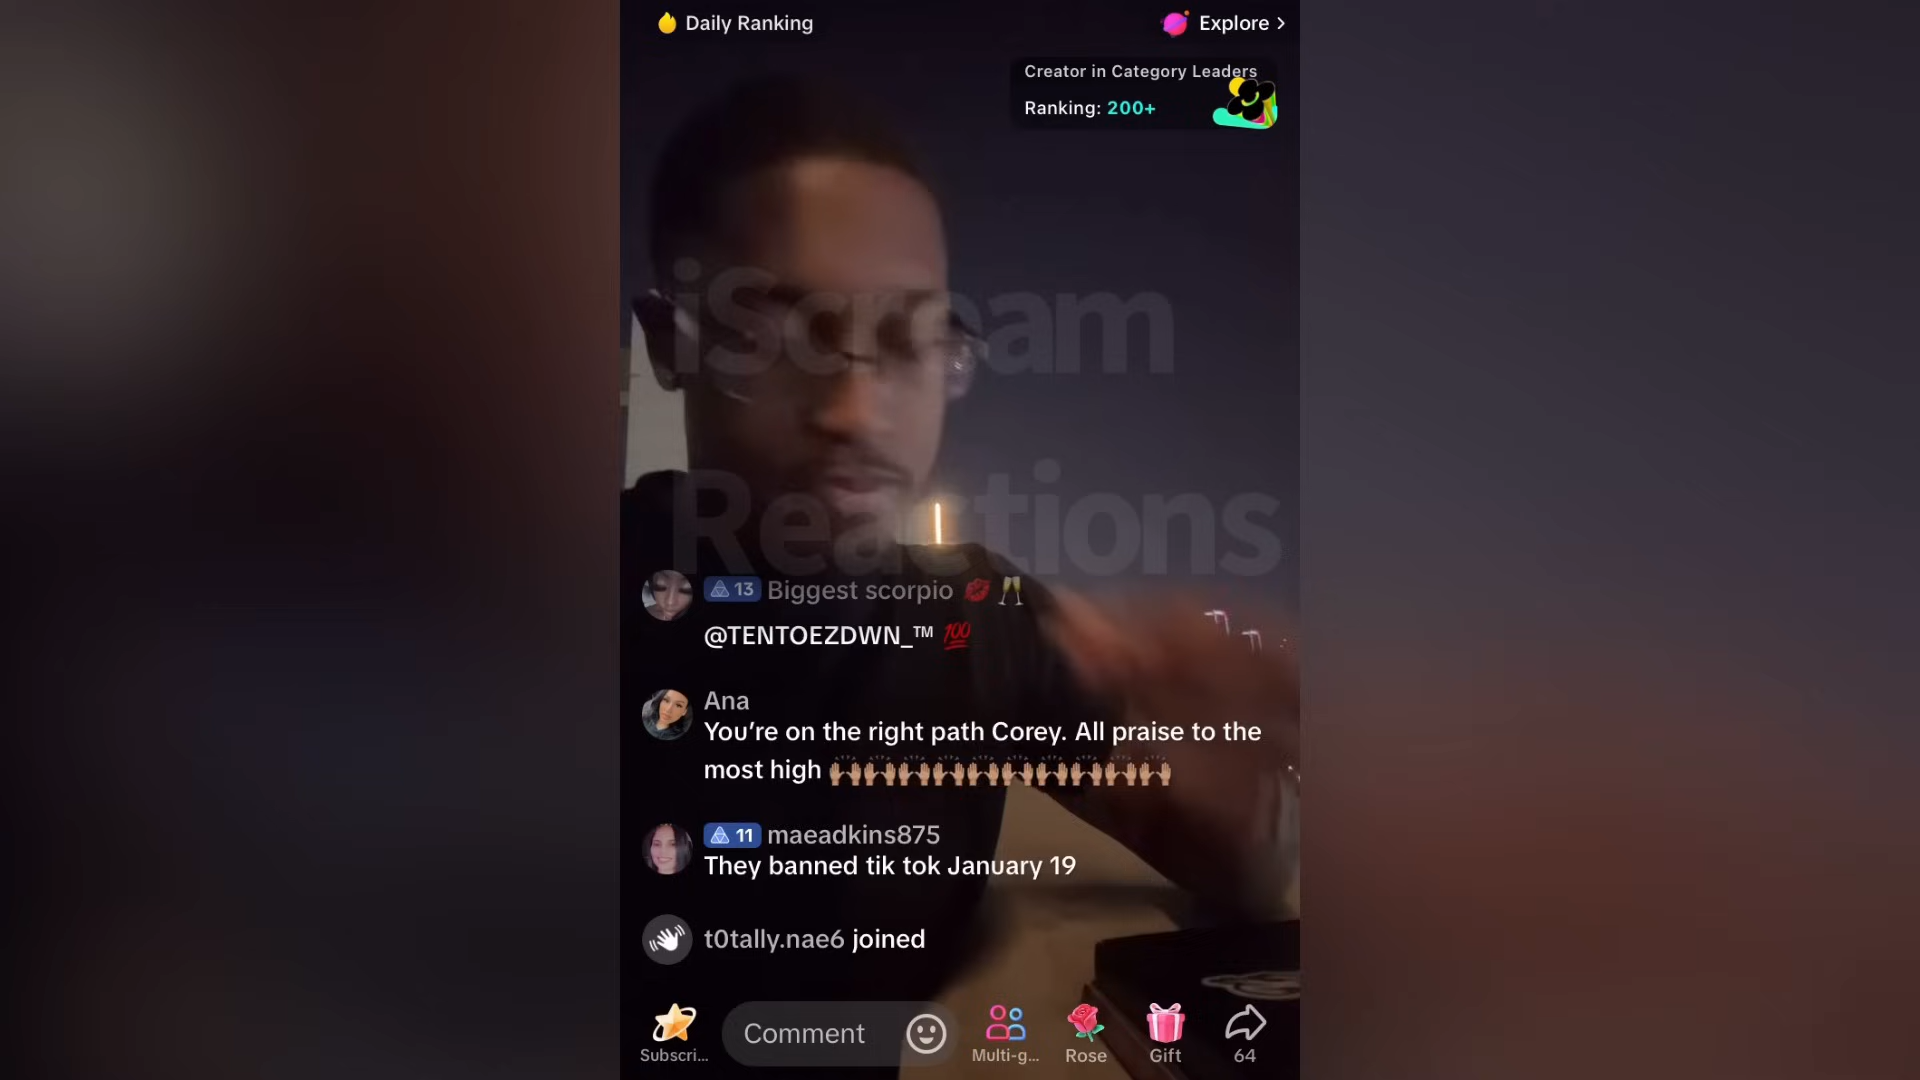 Daily Ranking
Explore >
Creator in Category Leaders
Ranking: 200+
iScream
Reactions
13 Biggest scorpio 💋🥂
@TENTOEZDWN_™ 💯
Ana
You’re on the right path Corey. All praise to the
most high 🙌🏽🙌🏽🙌🏽🙌🏽🙌🏽🙌🏽🙌🏽🙌🏽🙌🏽🙌🏽
11 maeadkins875
They banned tik tok January 19
t0tally.nae6 joined
Subscri...
Comment
Multi-g...
Rose
Gift
64